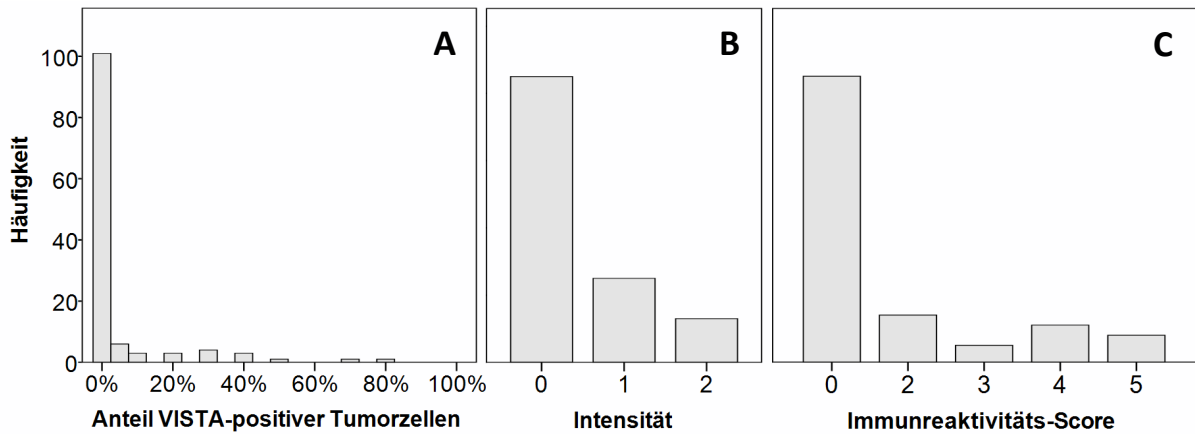 A
B
C
Häufigkeit
100
80
60
40
20
0
0% 20% 40% 60% 80% 100%
0 1 2
0 2 3 4 5
Anteil VISTA-positiver Tumorzellen
Intensität
Immunreaktivitäts-Score